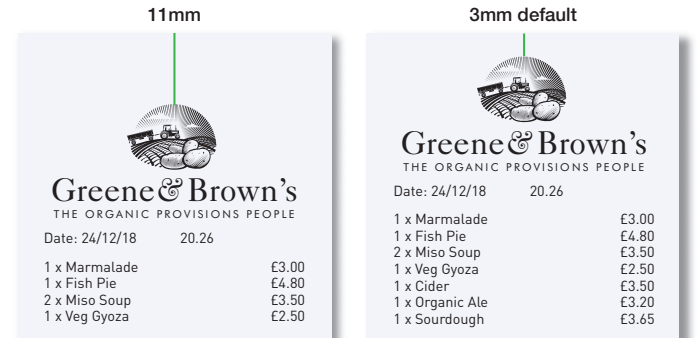 11mm
Greene & Brown's
THE ORGANIC PROVISIONS PEOPLE
Date: 24/12/18 20.26
1 x Marmalade £3.00
1 x Fish Pie £4.80
2 x Miso Soup £3.50
1 x Veg Gyoza £2.50
3mm default
Greene & Brown's
THE ORGANIC PROVISIONS PEOPLE
Date: 24/12/18 20.26
1 x Marmalade £3.00
1 x Fish Pie £4.80
2 x Miso Soup £3.50
1 x Veg Gyoza £2.50
1 x Cider £3.50
1 x Organic Ale £3.20
1 x Sourdough £3.65